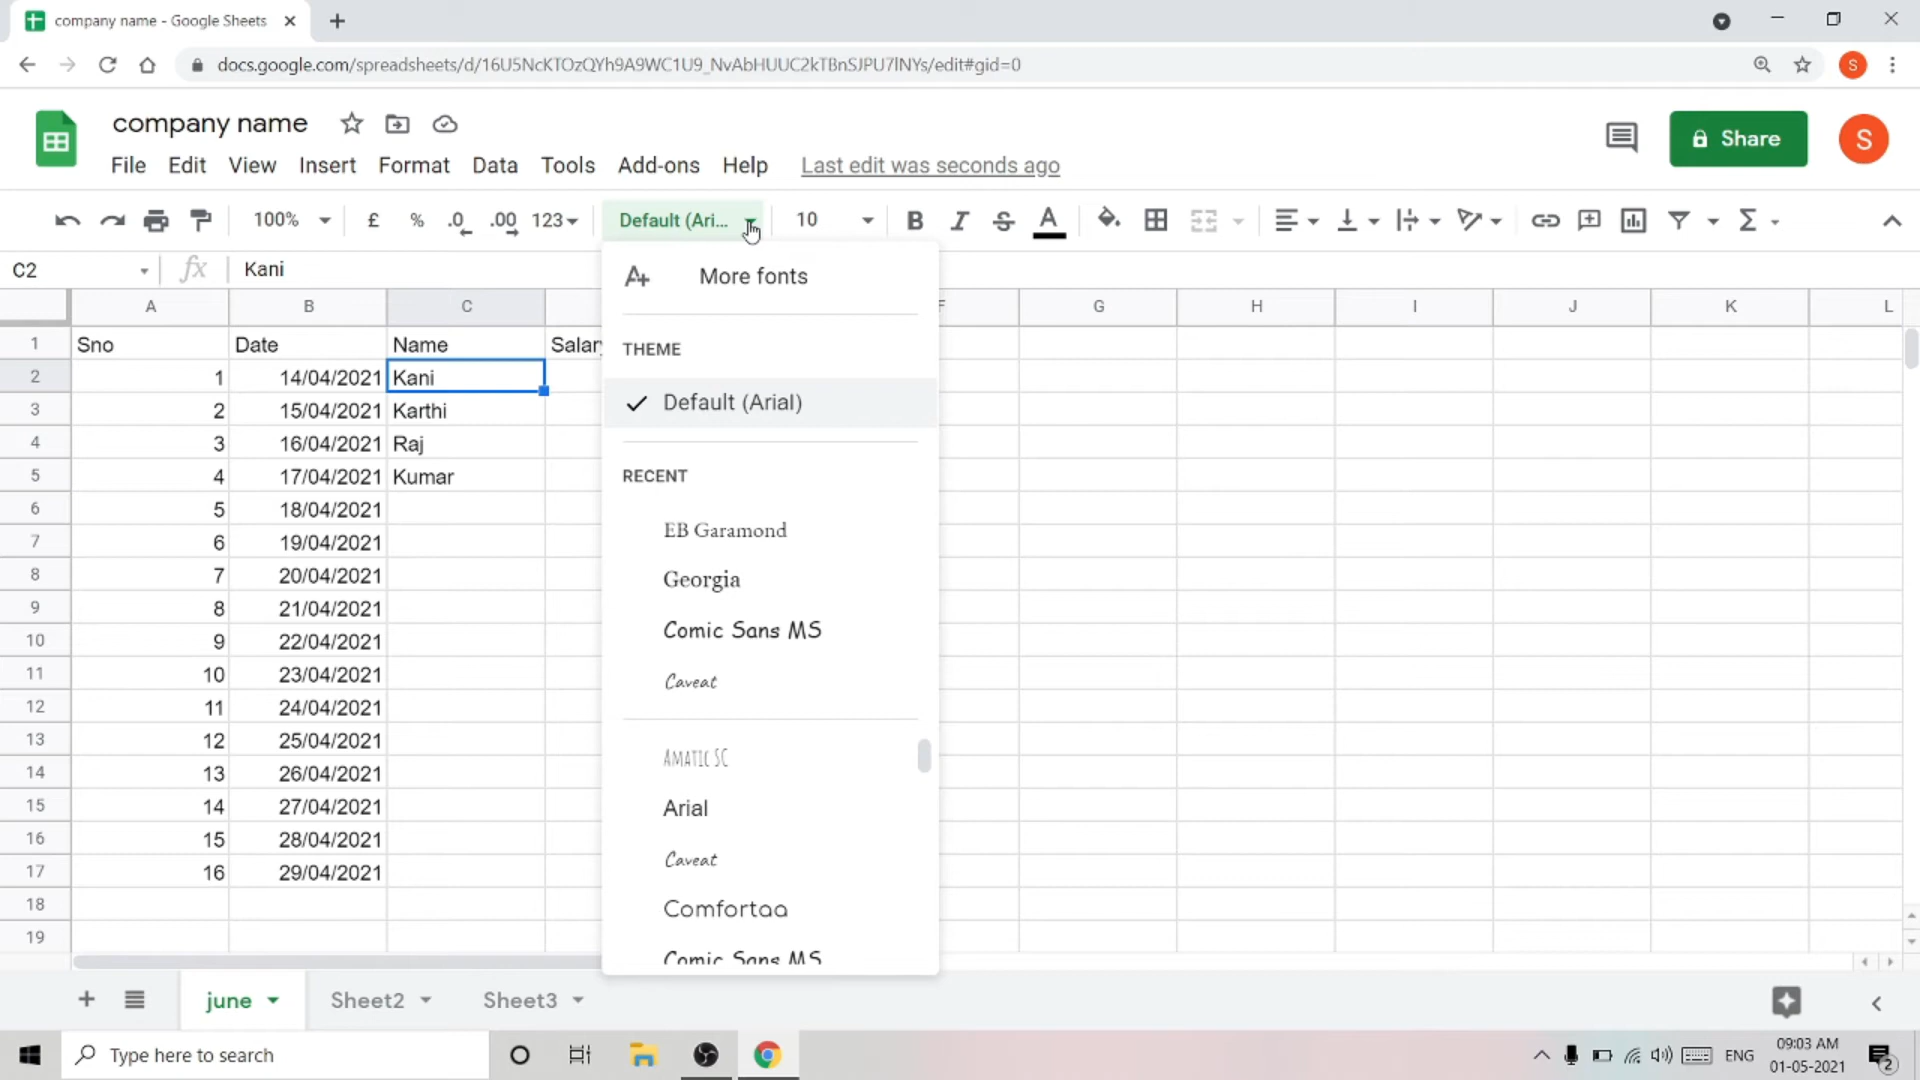 company name - Google Sheets
docs.google.com/spreadsheets/d/16U5NcKTOzQYh9A9WC1U9_NvAbHUUC2kTBnSJPU7lNYs/edit#gid=0
S
company name
File Edit View Insert Format Data Tools Add-ons Help Last edit was seconds ago
Share
S
100% £ % .0 .00 123 Default (Ari... 10 B I S A Σ
C2 fx Kani
More fonts
THEME
Default (Arial)
RECENT
EB Garamond
Georgia
Comic Sans MS
Caveat
Amatic SC
Arial
Caveat
Comfortaa
Comic Sans MS
A B C F G H I J K L
1 Sno Date Name Salary
2 1 14/04/2021 Kani
3 2 15/04/2021 Karthi
4 3 16/04/2021 Raj
5 4 17/04/2021 Kumar
6 5 18/04/2021
7 6 19/04/2021
8 7 20/04/2021
9 8 21/04/2021
10 9 22/04/2021
11 10 23/04/2021
12 11 24/04/2021
13 12 25/04/2021
14 13 26/04/2021
15 14 27/04/2021
16 15 28/04/2021
17 16 29/04/2021
18
19
june Sheet2 Sheet3
Type here to search
ENG
09:03 AM
01-05-2021
2